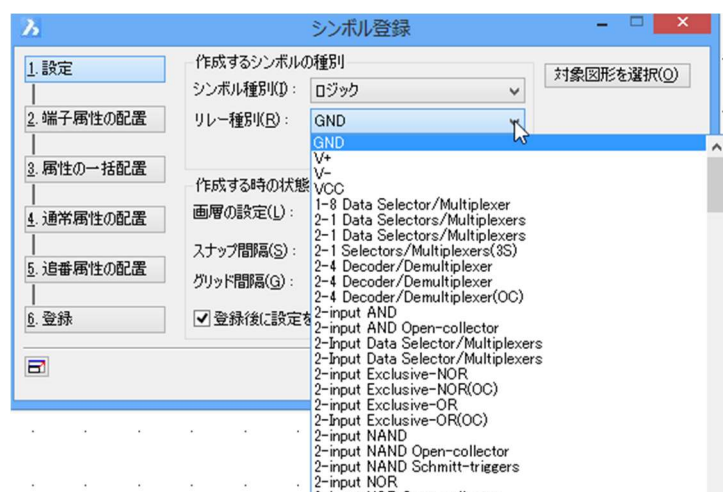 シンボル登録
1. 設定
2. 端子属性の配置
3. 属性の一括配置
4. 通常属性の配置
5. 追番属性の配置
6. 登録
作成するシンボルの種別
シンボル種別(I): ロジック
リレー種別(R): GND
対象図形を選択(O)
作成する時の状態
画層の設定(L):
スナップ間隔(S):
グリッド間隔(G):
登録後に設定を
GND
V+
V-
VCC
1-8 Data Selector/Multiplexer
2-1 Data Selectors/Multiplexers
2-1 Data Selectors/Multiplexers
2-1 Selectors/Multiplexers(3S)
2-4 Decoder/Demultiplexer
2-4 Decoder/Demultiplexer
2-4 Decoder/Demultiplexer(OC)
2-input AND
2-input AND Open-collector
2-Input Data Selector/Multiplexers
2-Input Data Selector/Multiplexers
2-input Exclusive-NOR
2-input Exclusive-NOR(OC)
2-input Exclusive-OR
2-Input Exclusive-OR(OC)
2-input NAND
2-input NAND Open-collector
2-input NAND Schmitt-triggers
2-input NOR